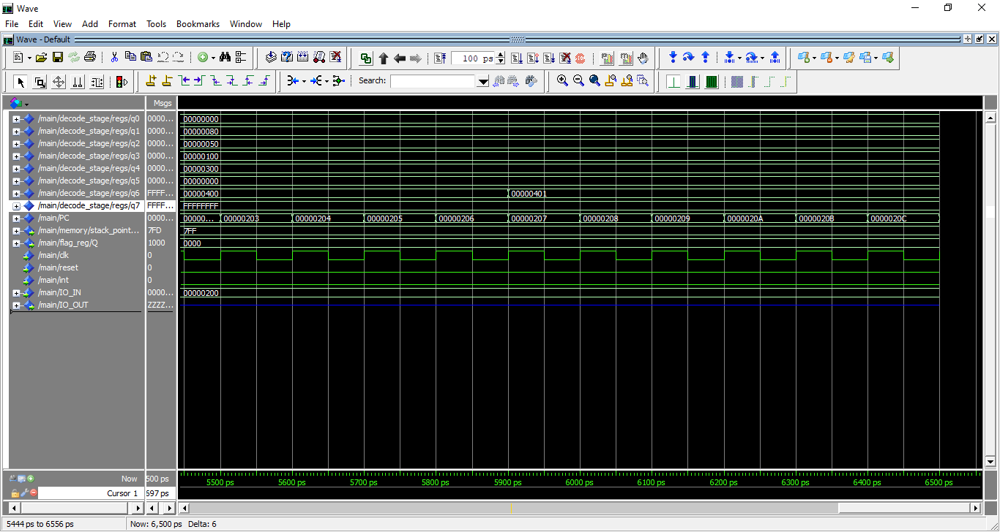 Wave
File Edit View Add Format Tools Bookmarks Window Help
Wave - Default
100 ps
Search:
Msgs
/main/decode_stage/regs/q0 0000... 00000000
/main/decode_stage/regs/q1 0000... 00000080
/main/decode_stage/regs/q2 0000... 00000050
/main/decode_stage/regs/q3 0000... 00000100
/main/decode_stage/regs/q4 0000... 00000300
/main/decode_stage/regs/q5 0000... 00000000
/main/decode_stage/regs/q6 FFFF... 00000400 00000401
/main/decode_stage/regs/q7 FFFF... FFFFFFFF
/main/PC 0000... 00000... 00000203 00000204 00000205 00000206 00000207 00000208 00000209 0000020A 0000020B 0000020C
/main/memory/stack_point... 7FD 7FF
/main/flag_reg/Q 1000 0000
/main/clk 0
/main/reset 0
/main/int 0
/main/IO_IN 0000... 00000200
/main/IO_OUT ZZZZ...
Now 500 ps 5500 ps 5600 ps 5700 ps 5800 ps 5900 ps 6000 ps 6100 ps 6200 ps 6300 ps 6400 ps 6500 ps
Cursor 1 597 ps
5444 ps to 6556 ps Now: 6,500 ps Delta: 6